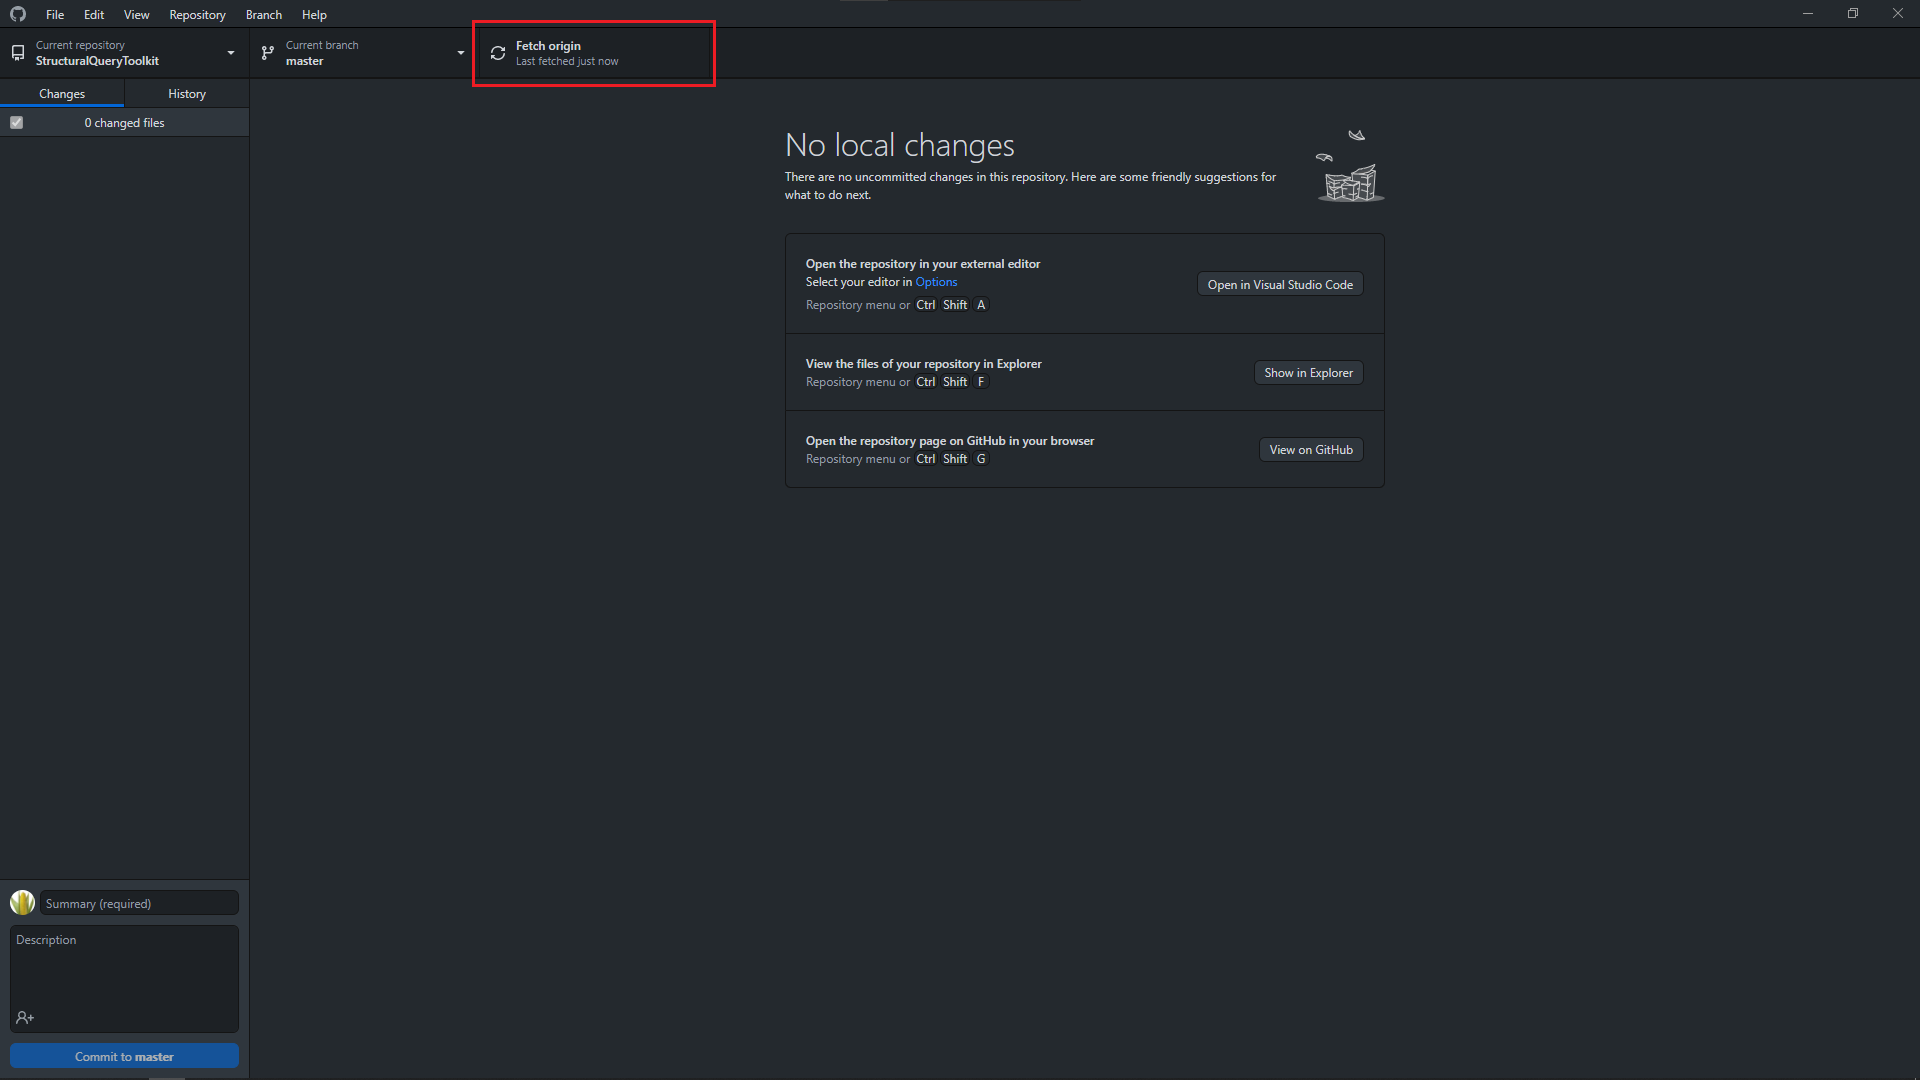 File Edit View Repository Branch Help
Current repository
StructuralQueryToolkit
Current branch
master
Fetch origin
Last fetched just now
Changes History
0 changed files
No local changes
There are no uncommitted changes in this repository. Here are some friendly suggestions for
what to do next.
Open the repository in your external editor
Select your editor in Options
Repository menu or Ctrl Shift A
Open in Visual Studio Code
View the files of your repository in Explorer
Repository menu or Ctrl Shift F
Show in Explorer
Open the repository page on GitHub in your browser
Repository menu or Ctrl Shift G
View on GitHub
Summary (required)
Description
Commit to master